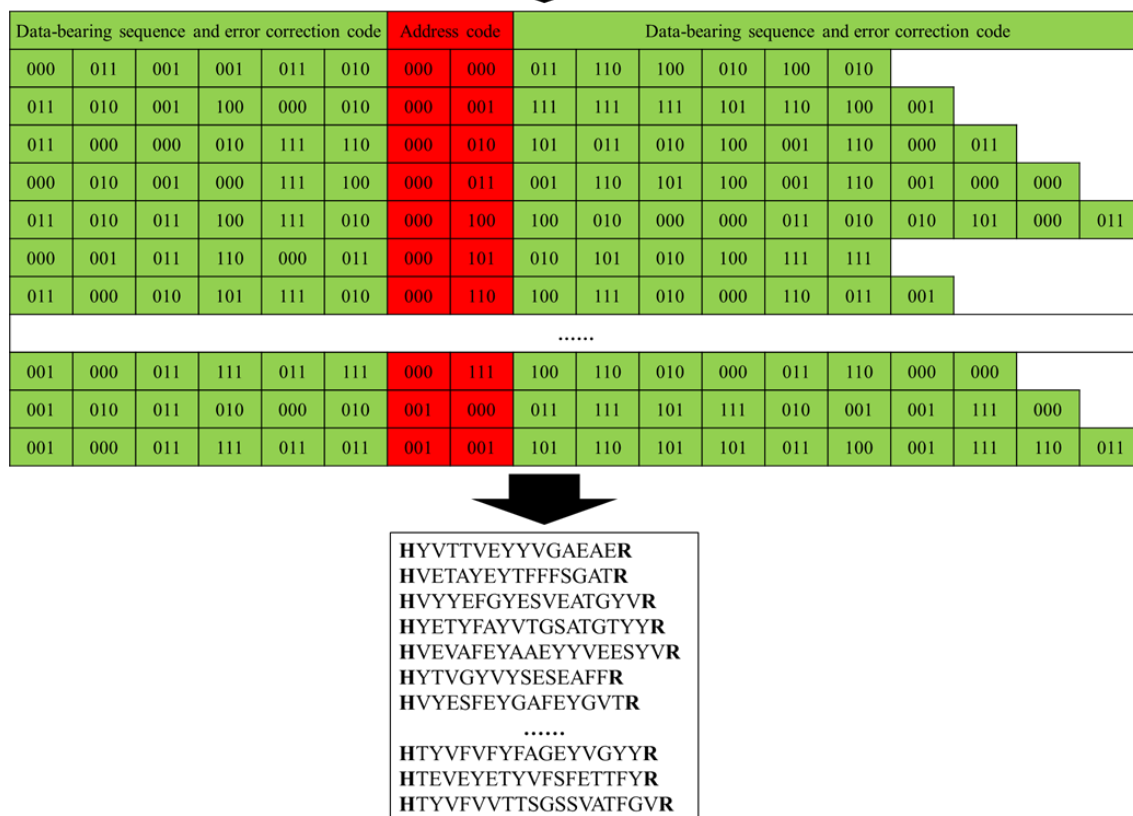 Data-bearing sequence and error correction code Address code Data-bearing sequence and error correction code
000 011 001 001 011 010 000 000 011 110 100 010 100 010
011 010 001 100 000 010 000 001 111 111 111 101 110 100 001
011 000 000 010 111 110 000 010 101 011 010 100 001 110 000 011
000 010 001 000 111 100 000 011 001 110 101 100 001 110 001 000 000
011 010 011 100 111 010 000 100 100 010 000 000 011 010 010 101 000 011
000 001 011 110 000 011 000 101 010 101 010 100 111 111
011 000 010 101 111 010 000 110 100 111 010 000 110 011 001
......
001 000 011 111 011 111 000 111 100 110 010 000 011 110 000 000
001 010 011 010 000 010 001 000 011 111 101 111 010 001 001 111 000
001 000 011 111 011 011 001 001 101 110 101 101 011 100 001 111 110 011
HYVTTVEYYVGAEAER
HVETAYEYTFFFSGATR
HVYYEFGYESVEATGYVR
HYETYFAYVTGSATGTYYR
HVEVAFEYAAEYYVEESYVR
HYTVGYVYSESEAFFR
HVYESFEYGAFEYGVTR
......
HTYVFVFYFAGEYVGYYR
HTEVEYETYVFSFETTFYR
HTYVFVVTTSGSSVATFGVR